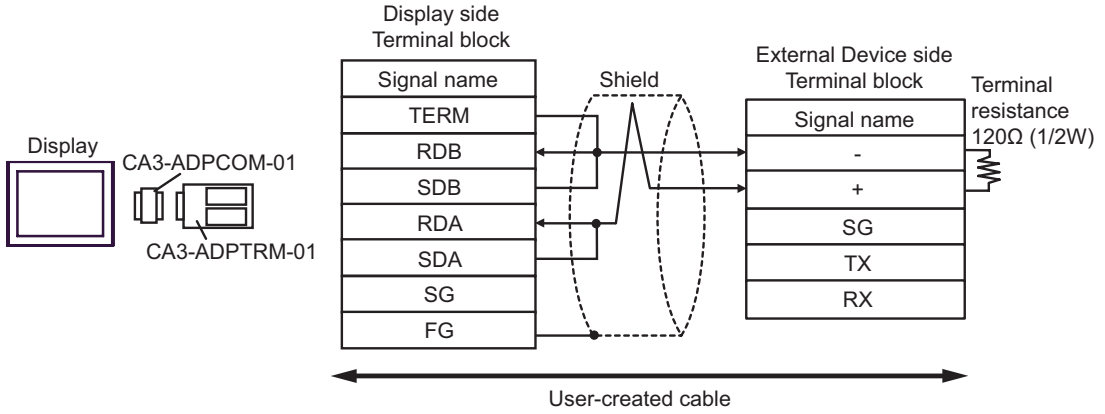 Display
CA3-ADPCOM-01
CA3-ADPTRM-01
Display side
Terminal block
Signal name
TERM
RDB
SDB
RDA
SDA
SG
FG
Shield
External Device side
Terminal block
Signal name
-
+
SG
TX
RX
Terminal
resistance
120Ω (1/2W)
User-created cable